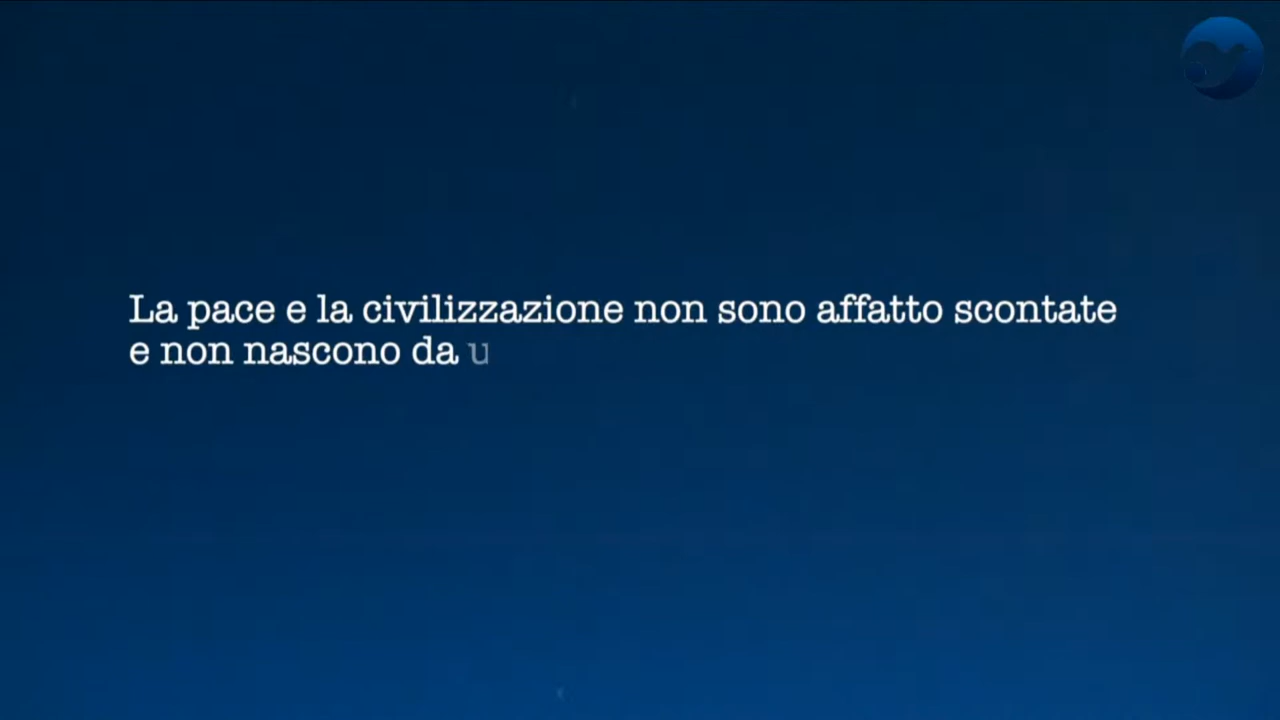 La pace e la civilizzazione non sono affatto scontate
e non nascono da u